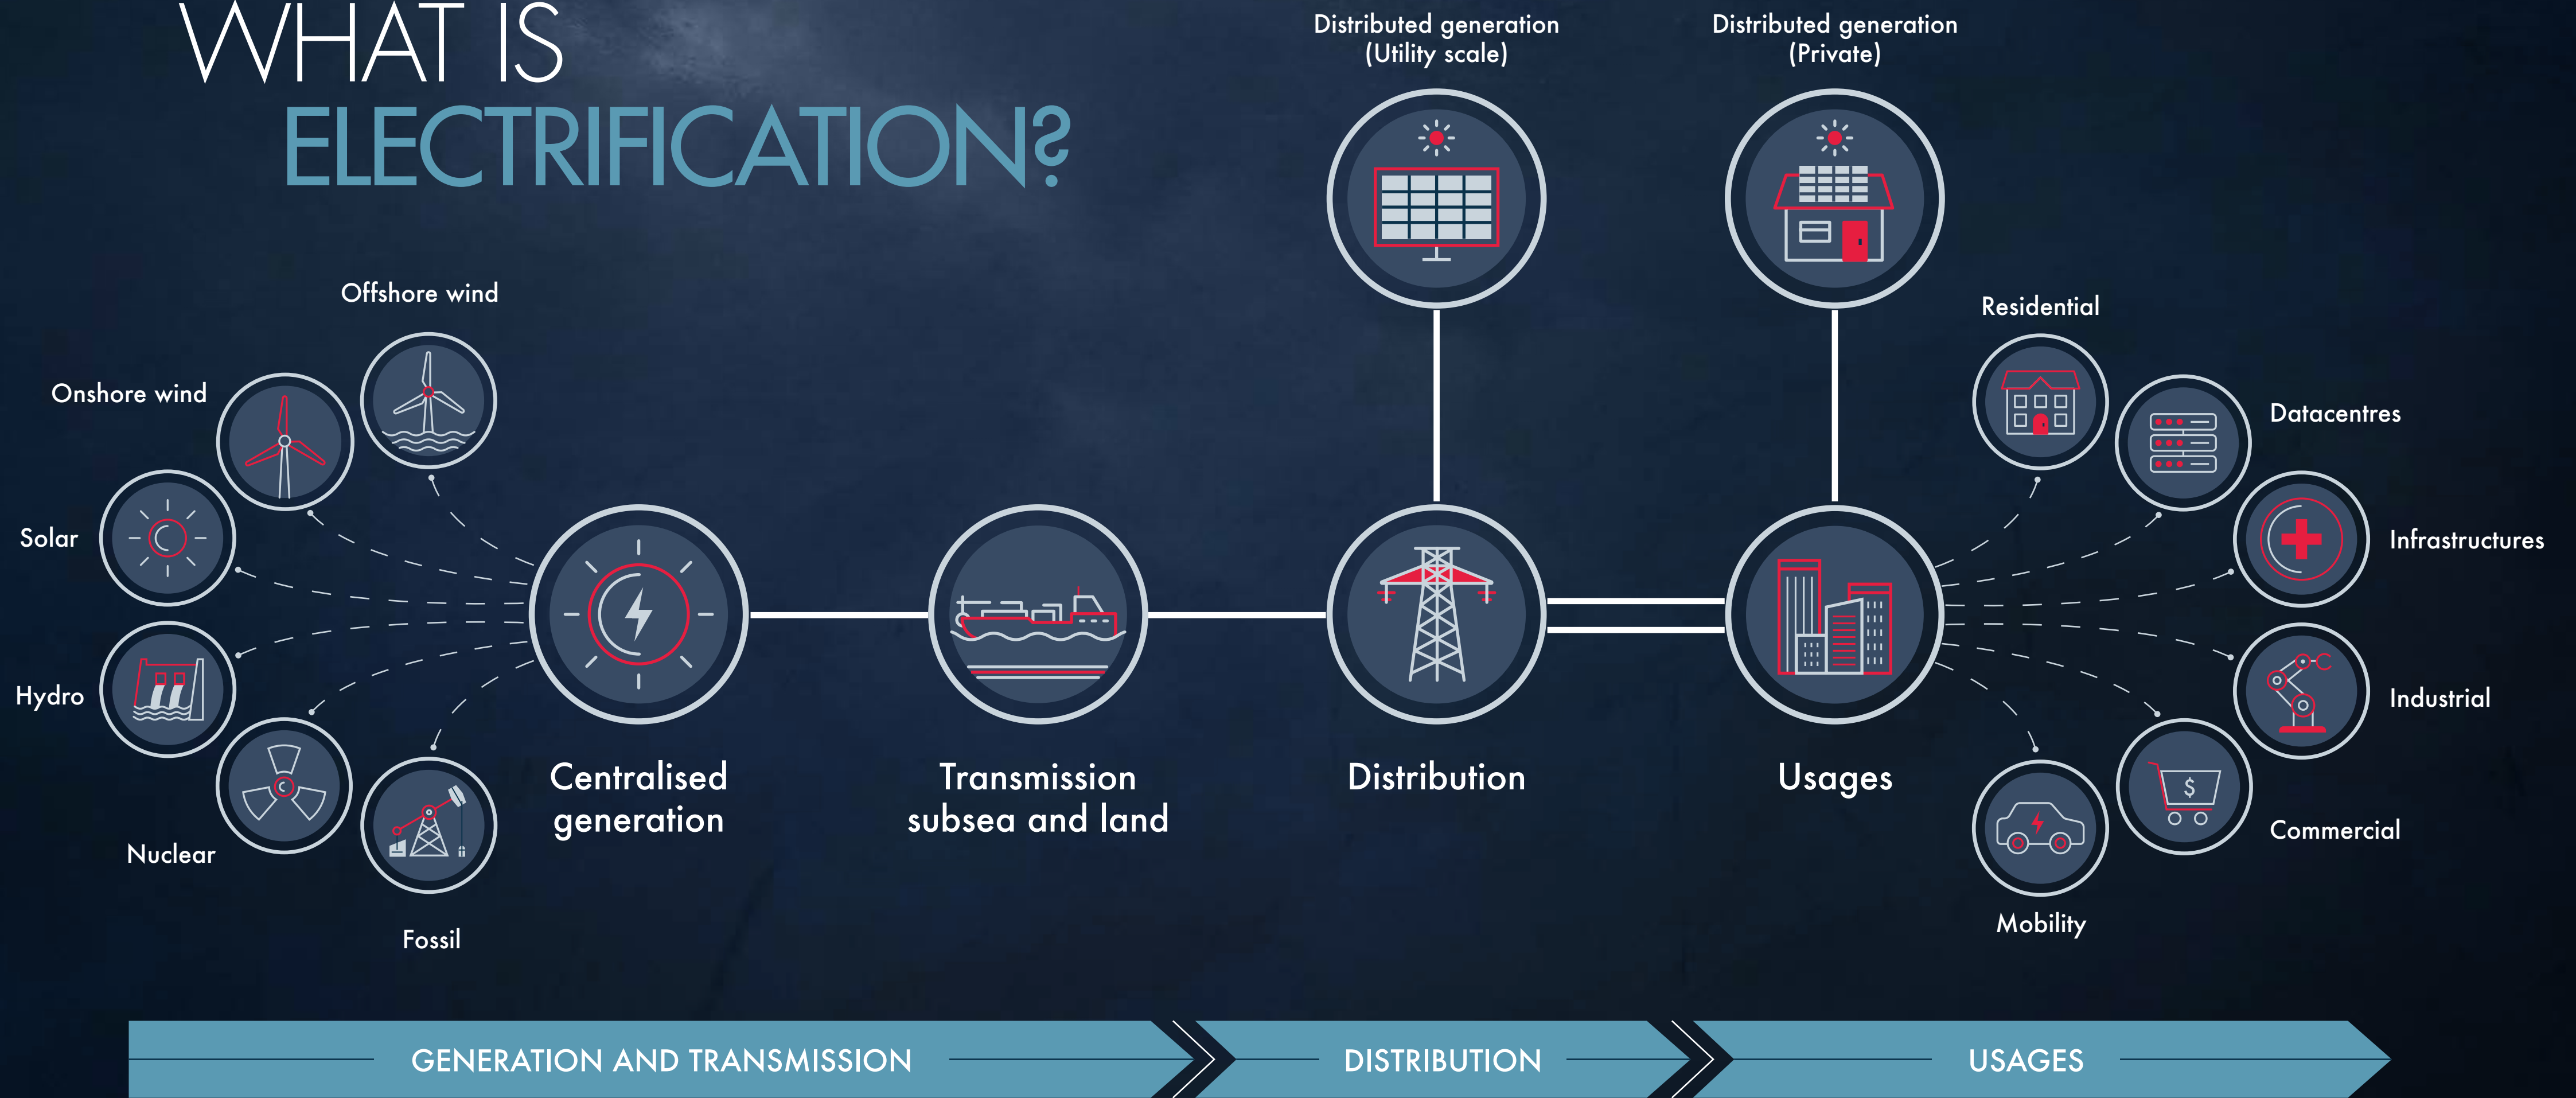 WHAT IS
ELECTRIFICATION?
Distributed generation
(Utility scale)
Distributed generation
(Private)
Offshore wind
Onshore wind
Solar
Hydro
Nuclear
Fossil
Centralised
generation
Transmission
subsea and land
Distribution
Usages
Residential
Datacentres
Infrastructures
Industrial
$
Commercial
Mobility
GENERATION AND TRANSMISSION
DISTRIBUTION
USAGES